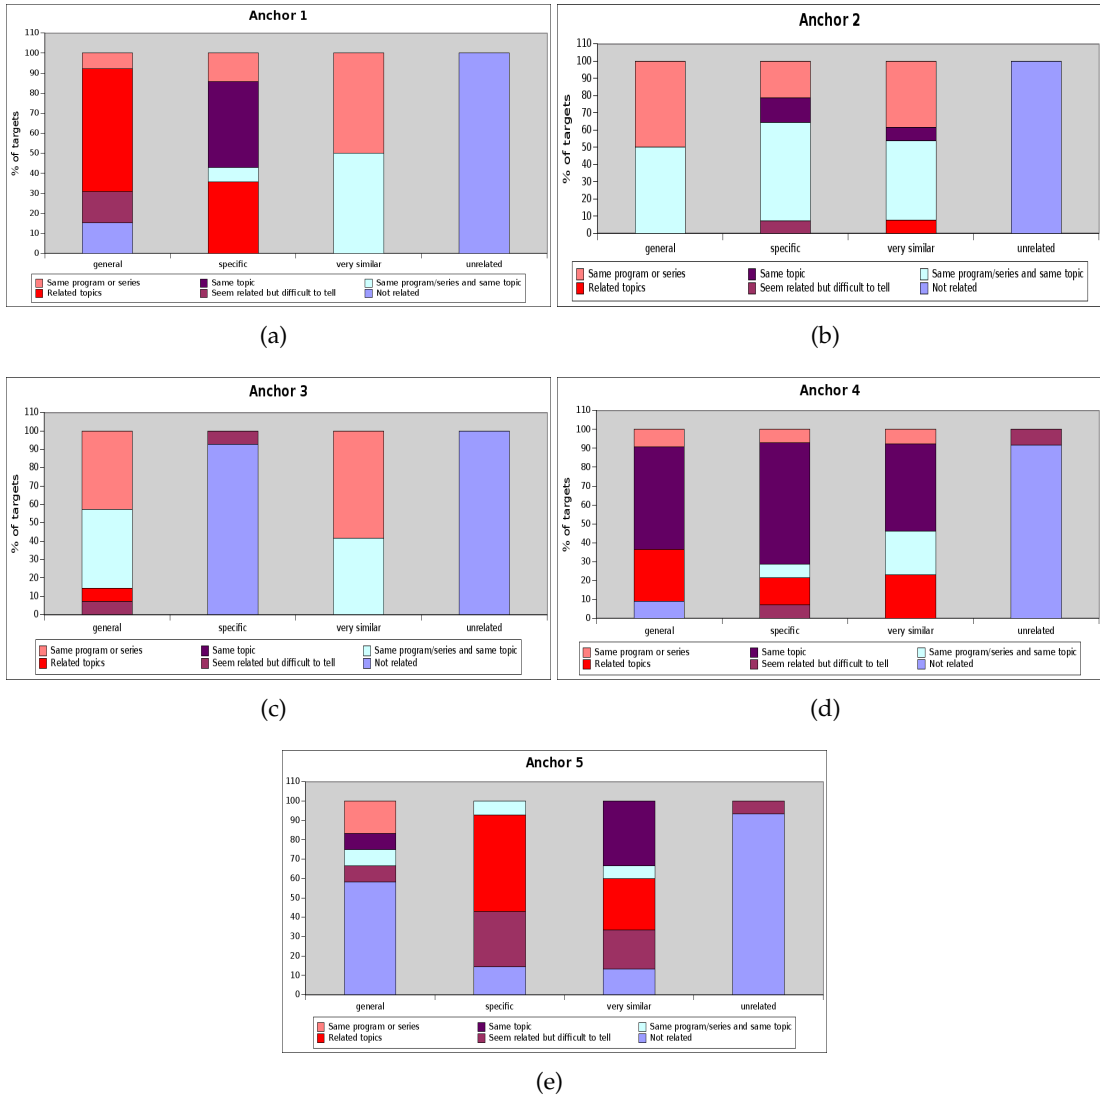 Anchor 1
% of targets
110
100
90
80
70
60
50
40
30
20
10
0
general specific very similar unrelated
Same program or series Same topic Same program/series and same topic
Related topics Seem related but difficult to tell Not related
(a)
Anchor 2
% of targets
110
100
90
80
70
60
50
40
30
20
10
0
general specific very similar unrelated
Same program or series Same topic Same program/series and same topic
Related topics Seem related but difficult to tell Not related
(b)
Anchor 3
% of targets
110
100
90
80
70
60
50
40
30
20
10
0
general specific very similar unrelated
Same program or series Same topic Same program/series and same topic
Related topics Seem related but difficult to tell Not related
(c)
Anchor 4
% of targets
110
100
90
80
70
60
50
40
30
20
10
0
general specific very similar unrelated
Same program or series Same topic Same program/series and same topic
Related topics Seem related but difficult to tell Not related
(d)
Anchor 5
110
100
90
80
70
60
50
40
30
20
10
0
general specific very similar unrelated
Same program or series Same topic Same program/series and same topic
Related topics Seem related but difficult to tell Not related
(e)